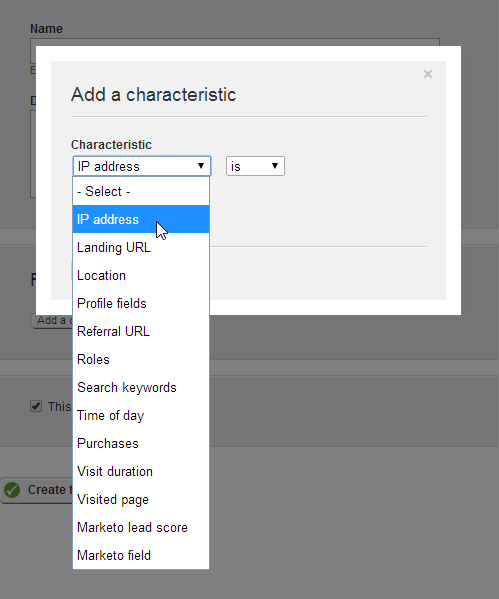 Name
Add a characteristic
Characteristic
IP address
is
- Select -
IP address
Landing URL
Location
Profile fields
Referral URL
Roles
Add a
Search keywords
This
Time of day
Purchases
Visit duration
Create t
Visited page
Marketo lead score
Marketo field